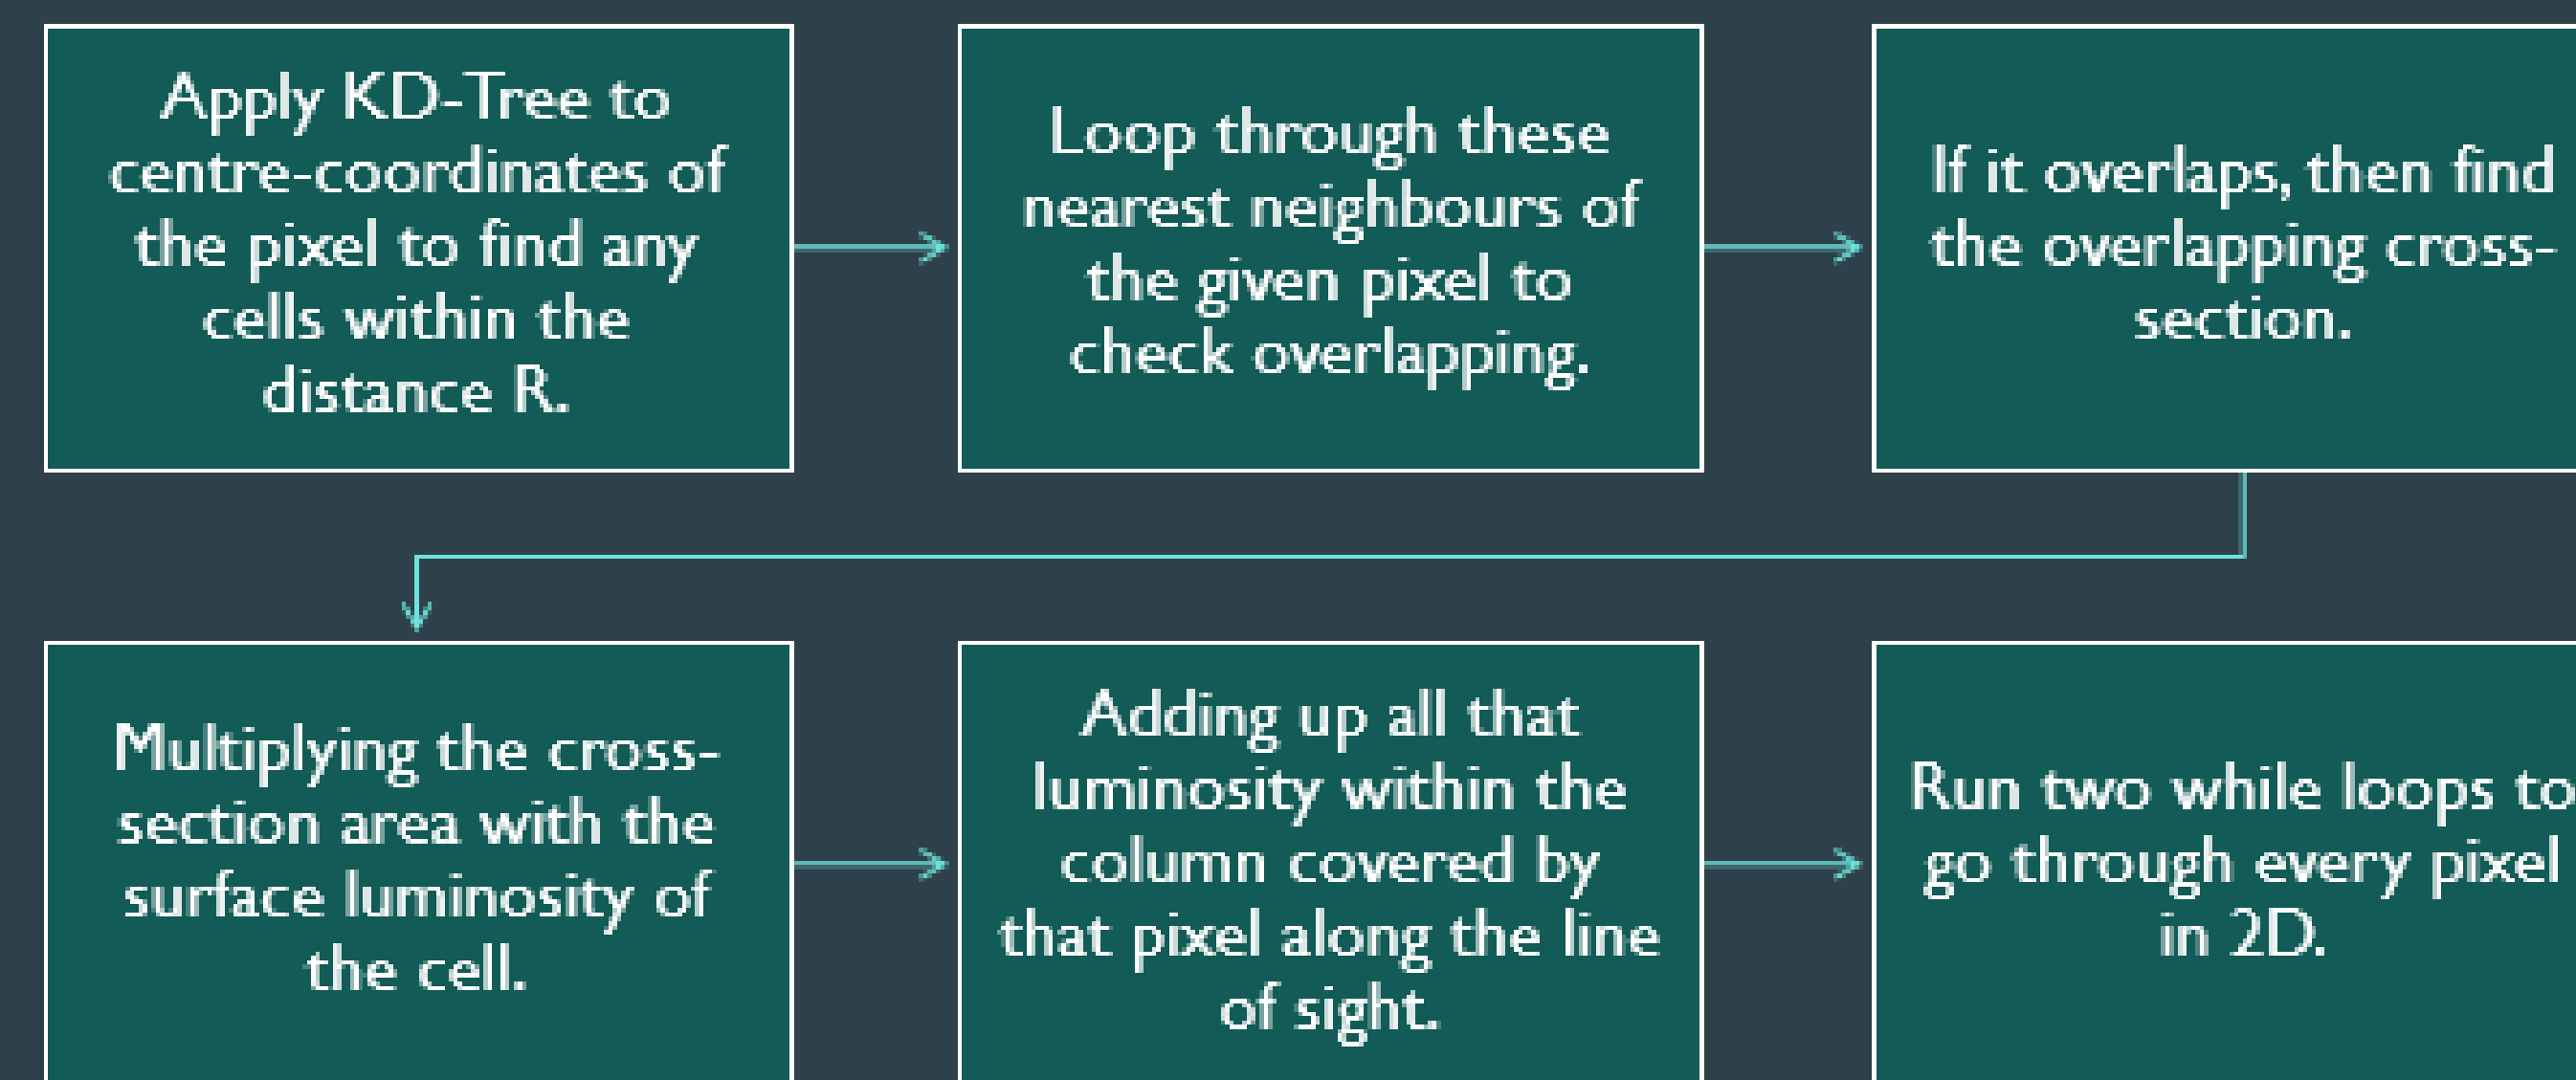 Apply KD-Tree to
centre-coordinates of
the pixel to find any
cells within the
distance R.
Loop through these
nearest neighbours of
the given pixel to
check overlapping.
If it overlaps, then find
the overlapping cross-
section.
Multiplying the cross-
section area with the
surface luminosity of
the cell.
Adding up all that
luminosity within the
column covered by
that pixel along the line
of sight.
Run two while loops to
go through every pixel
in 2D.